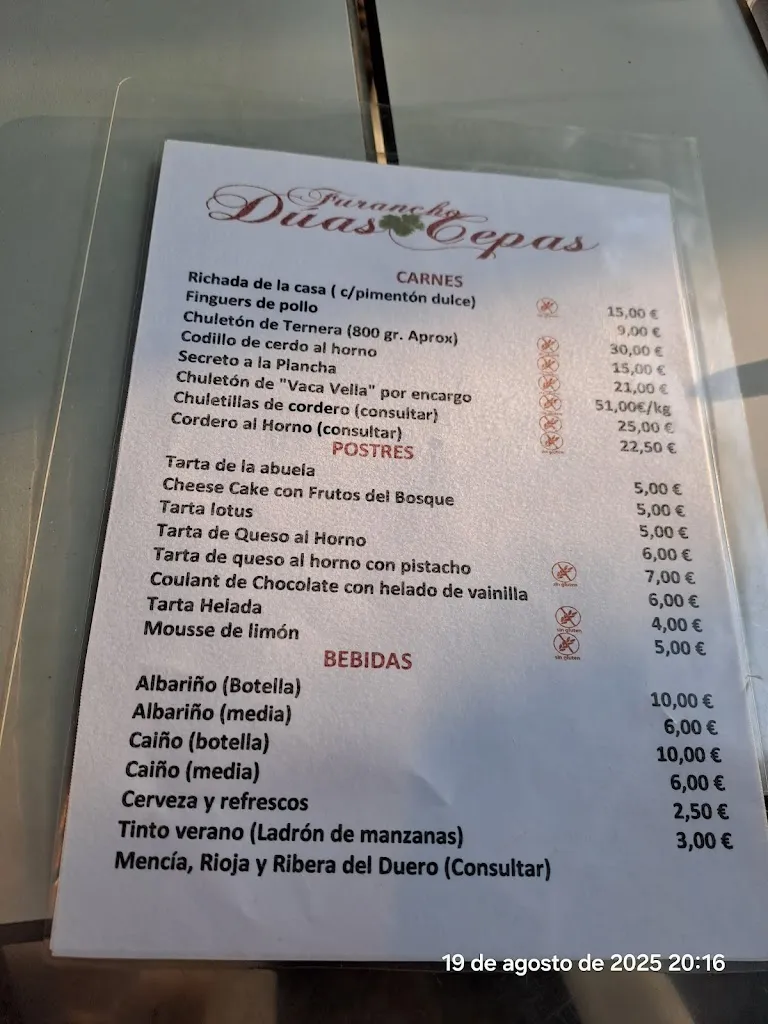 Furancho
Dúas Cepas
CARNES
Richada de la casa ( c/pimentón dulce) 15,00 €
Finguers de pollo 9,00 €
Chuletón de Ternera (800 gr. Aprox) 30,00 €
Codillo de cerdo al horno 15,00 €
Secreto a la Plancha 21,00 €
Chuletón de "Vaca Vella" por encargo 51,00€/kg
Chuletillas de cordero (consultar) 25,00 €
Cordero al Horno (consultar) 22,50 €
POSTRES
Tarta de la abuela 5,00 €
Cheese Cake con Frutos del Bosque 5,00 €
Tarta lotus 5,00 €
Tarta de Queso al Horno 6,00 €
Tarta de queso al horno con pistacho 7,00 €
sin gluten
Coulant de Chocolate con helado de vainilla 6,00 €
Tarta Helada 4,00 €
sin gluten
Mousse de limón 5,00 €
sin gluten
BEBIDAS
Albariño (Botella) 10,00 €
Albariño (media) 6,00 €
Caiño (botella) 10,00 €
Caiño (media) 6,00 €
Cerveza y refrescos 2,50 €
Tinto verano (Ladrón de manzanas) 3,00 €
Mencía, Rioja y Ribera del Duero (Consultar)
19 de agosto de 2025 20:16